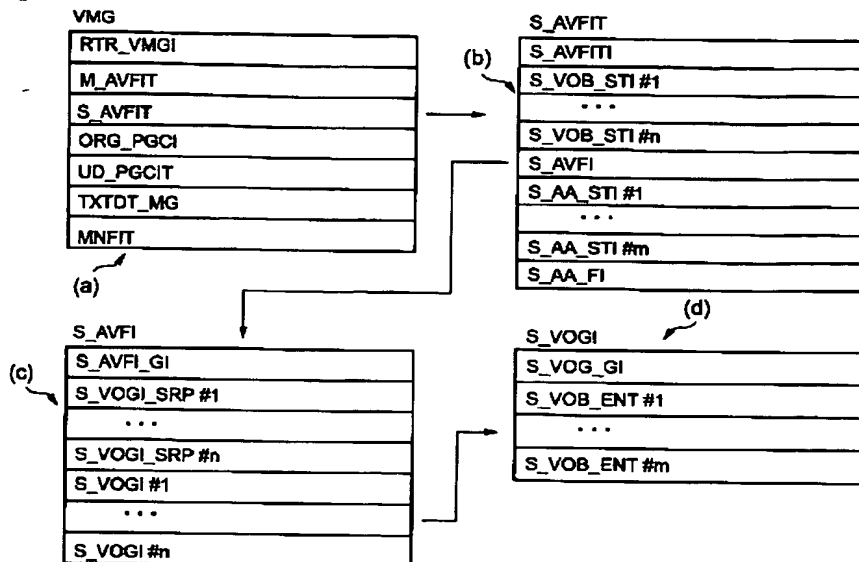 VMG
RTR_VMGI
M_AVFIT
S_AVFIT
ORG_PGCI
UD_PGCIT
TXTDT_MG
MNFIT
(a)
S_AVFIT
S_AVFITI
(b)
S_VOB_STI #1
...
S_VOB_STI #n
S_AVFI
S_AA_STI #1
...
S_AA_STI #m
S_AA_FI
S_AVFI
(c)
S_AVFI_GI
S_VOGI_SRP #1
...
S_VOGI_SRP #n
S_VOGI #1
...
S_VOGI #n
(d)
S_VOGI
S_VOG_GI
S_VOB_ENT #1
...
S_VOB_ENT #m